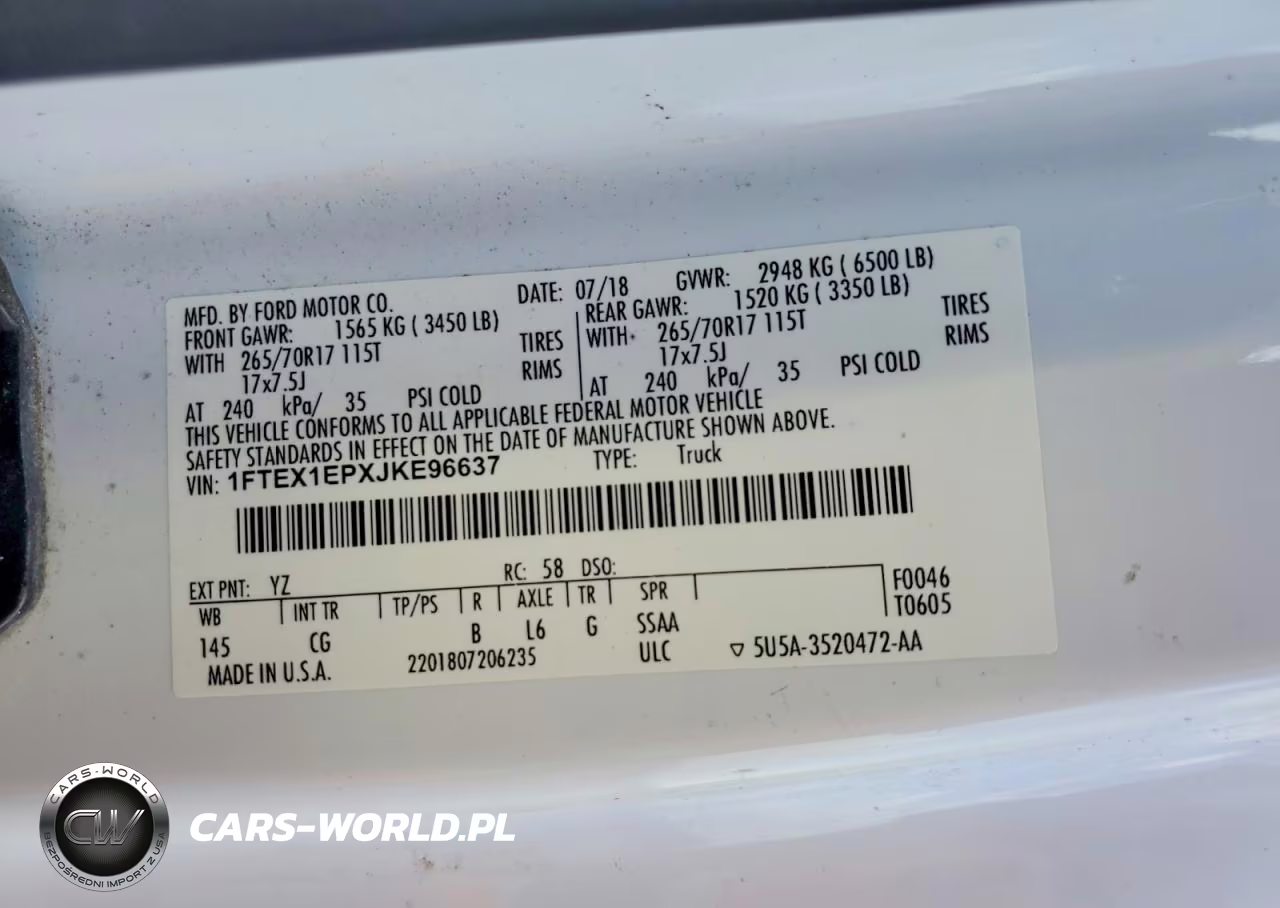 MFD. BY FORD MOTOR CO. DATE: 07/18 GVWR: 2948 KG ( 6500 LB)
FRONT GAWR: 1565 KG ( 3450 LB) REAR GAWR: 1520 KG ( 3350 LB)
WITH 265/70R17 115T TIRES WITH 265/70R17 115T TIRES
17x7.5J RIMS 17x7.5J RIMS
AT 240 kPa/ 35 PSI COLD AT 240 kPa/ 35 PSI COLD
THIS VEHICLE CONFORMS TO ALL APPLICABLE FEDERAL MOTOR VEHICLE
SAFETY STANDARDS IN EFFECT ON THE DATE OF MANUFACTURE SHOWN ABOVE.
VIN: 1FTEX1EPXJKE96637 TYPE: Truck
EXT PNT: YZ RC: 58 DSO:
WB INT TR TP/PS R AXLE TR SPR F0046
145 CG B L6 G SSAA T0605
MADE IN U.S.A. 2201807206235 ULC ▽ 5U5A-3520472-AA
CARS-WORLD
CW
BEZPOŚREDNI IMPORT Z USA
CARS-WORLD.PL